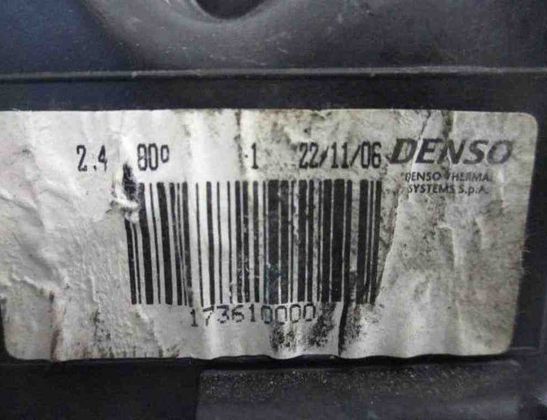 2.4 80° 1 22/11/06 DENSO
DENSO THERMAL
SYSTEMS S.p.A.
173610000